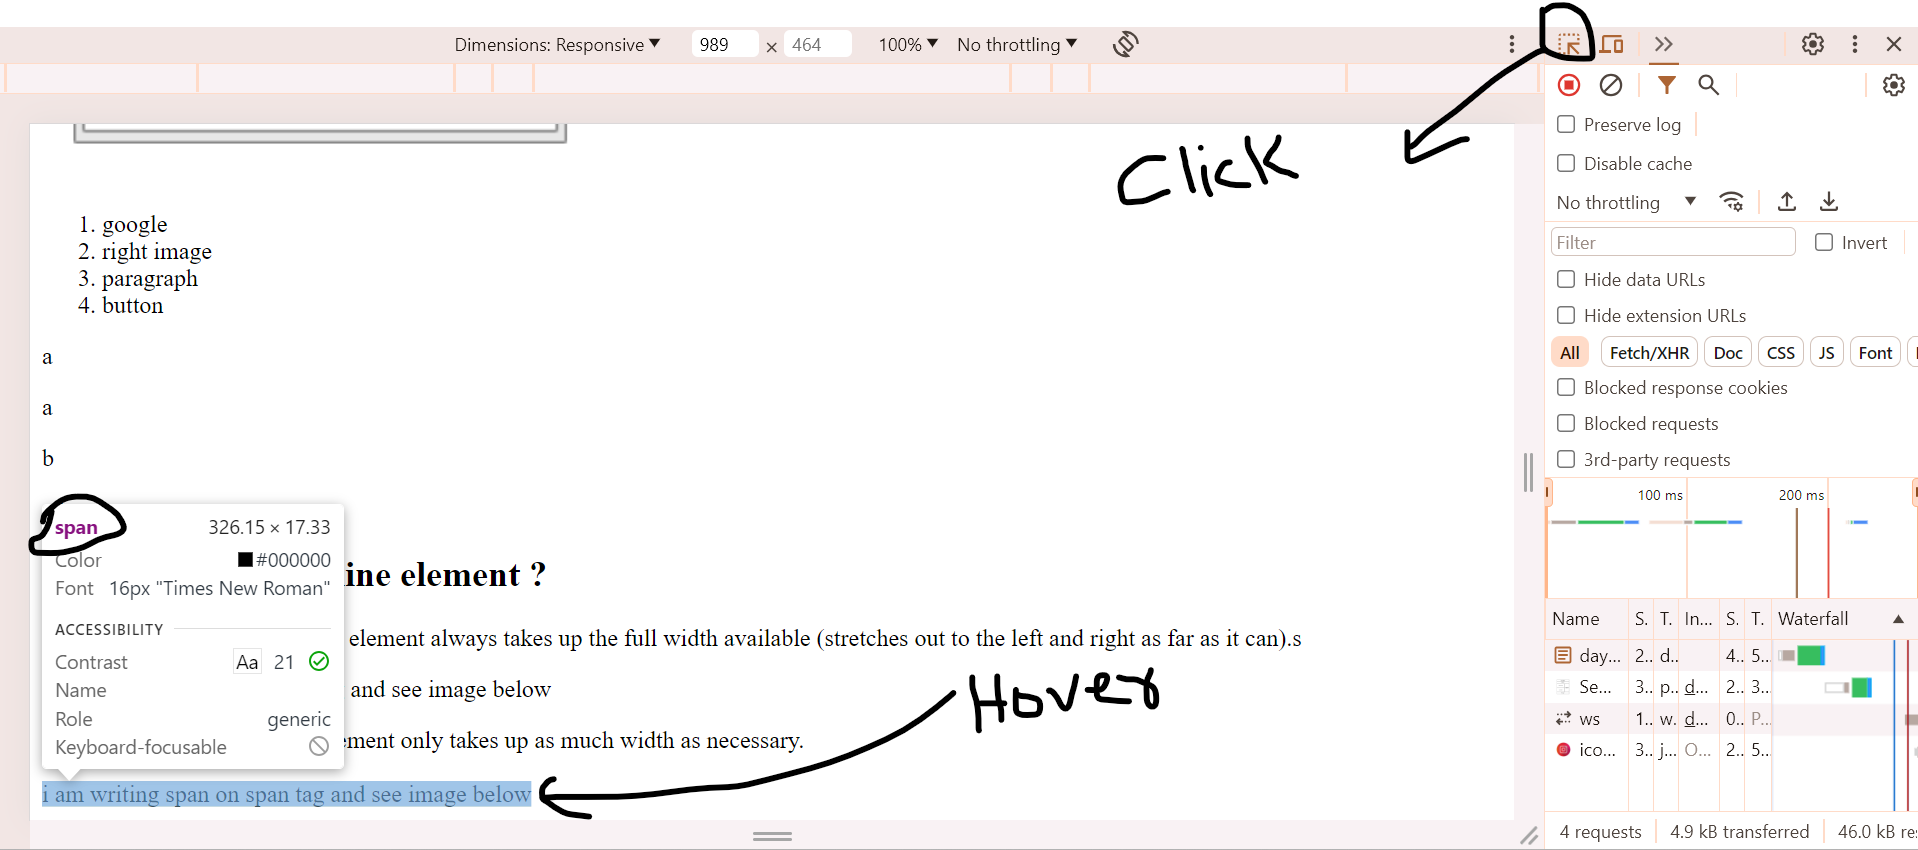 Dimensions: Responsive ▼ 989 × 464 100% ▼ No throttling ▼
Click
1. google
2. right image
3. paragraph
4. button
a
a
b
span 326.15 × 17.33
Color #000000
Font 16px "Times New Roman"
ACCESSIBILITY
Contrast Aa 21
Name
Role generic
Keyboard-focusable
ine element ?
element always takes up the full width available (stretches out to the left and right as far as it can).s
and see image below
ement only takes up as much width as necessary.
Hover
i am writing span on span tag and see image below
Preserve log
Disable cache
No throttling ▼
Filter Invert
Hide data URLs
Hide extension URLs
All Fetch/XHR Doc CSS JS Font
Blocked response cookies
Blocked requests
3rd-party requests
100 ms 200 ms
Name S. T. In... S. T. Waterfall ▲
day... 2.. d.. 4.. 5...
Se... 3.. p.. d... 2.. 3...
ws 1.. w. d... 0.. P...
ico... 3.. j... O... 2.. 5...
4 requests 4.9 kB transferred 46.0 kB re